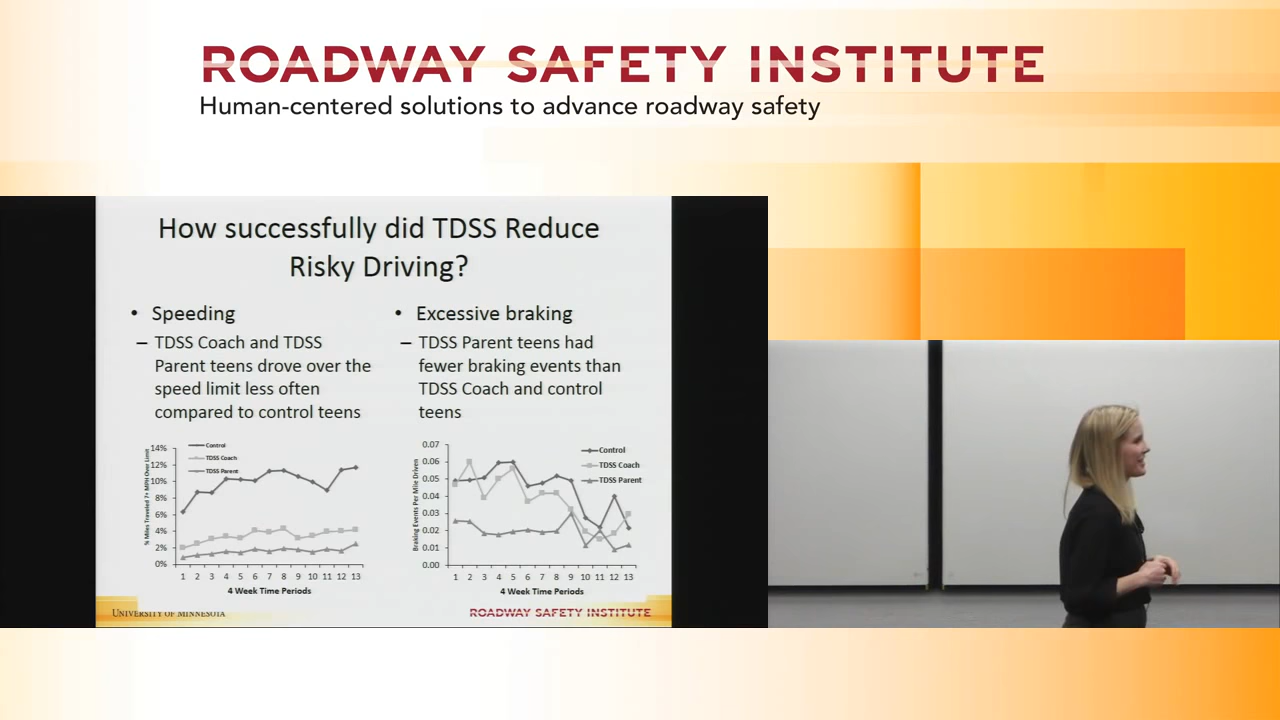 ROADWAY SAFETY INSTITUTE
Human-centered solutions to advance roadway safety
How successfully did TDSS Reduce
Risky Driving?
• Speeding
– TDSS Coach and TDSS
Parent teens drove over the
speed limit less often
compared to control teens
• Excessive braking
– TDSS Parent teens had
fewer braking events than
TDSS Coach and control
teens
% Miles Traveled 7+ MPH Over Limit
14%
12%
10%
8%
6%
4%
2%
0%
Control
TDSS Coach
TDSS Parent
1 2 3 4 5 6 7 8 9 10 11 12 13
4 Week Time Periods
Braking Events Per Mile Driven
0.07
0.06
0.05
0.04
0.03
0.02
0.01
0.00
Control
TDSS Coach
TDSS Parent
1 2 3 4 5 6 7 8 9 10 11 12 13
4 Week Time Periods
UNIVERSITY OF MINNESOTA
ROADWAY SAFETY INSTITUTE